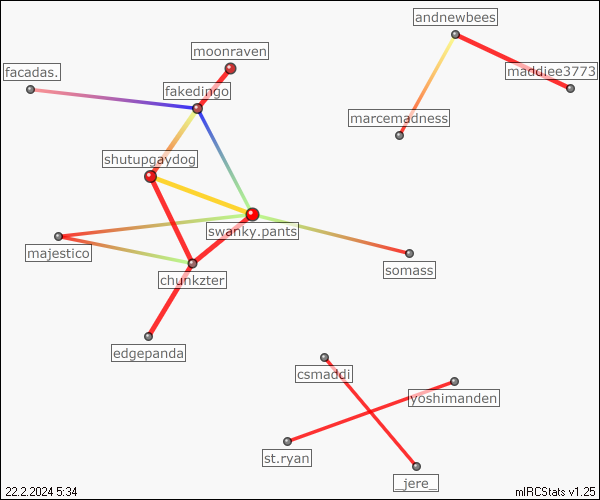 andnewbees
moonraven
facadas.
maddiee3773
fakedingo
marcemadness
shutupgaydog
swanky.pants
majestico
somass
chunkzter
edgepanda
csmaddi
yoshimanden
st.ryan
_jere_
22.2.2024 5:34
mIRCStats v1.25